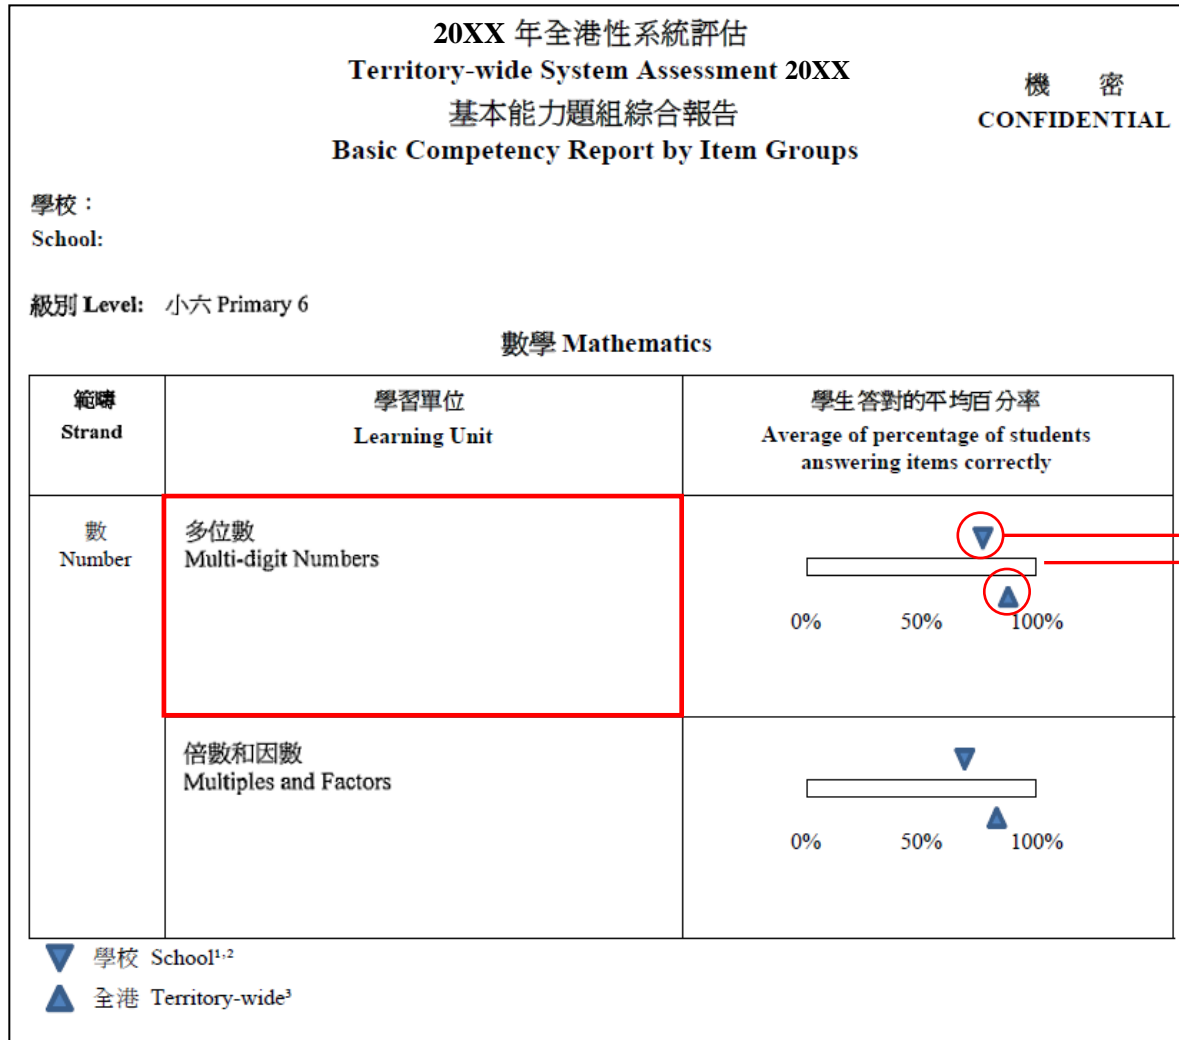 20XX 年全港性系統評估
Territory-wide System Assessment 20XX
基本能力題組綜合報告
Basic Competency Report by Item Groups
機 密
CONFIDENTIAL
學校：
School:
級別 Level: 小六 Primary 6
數學 Mathematics
範疇
Strand
學習單位
Learning Unit
學生答對的平均百分率
Average of percentage of students
answering items correctly
數
Number
多位數
Multi-digit Numbers
0% 50% 100%
倍數和因數
Multiples and Factors
0% 50% 100%
學校 School¹˒²
全港 Territory-wide³